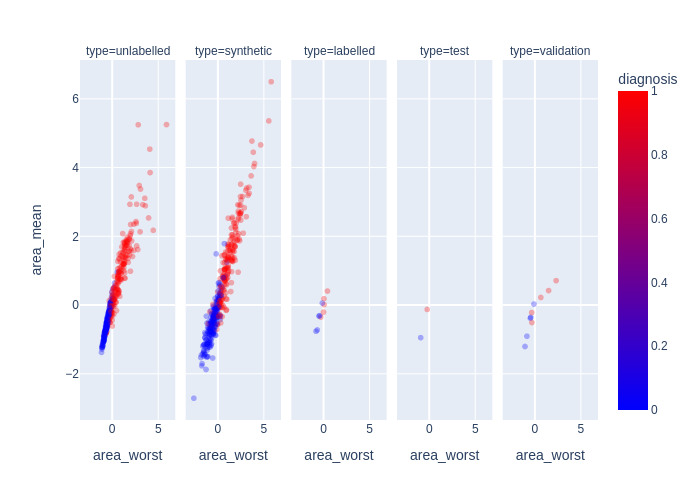 type=unlabelled type=synthetic type=labelled type=test type=validation
diagnosis
area_mean
6
4
2
0
−2
0 5 0 5 0 5 0 5 0 5
area_worst area_worst area_worst area_worst area_worst
1
0.8
0.6
0.4
0.2
0